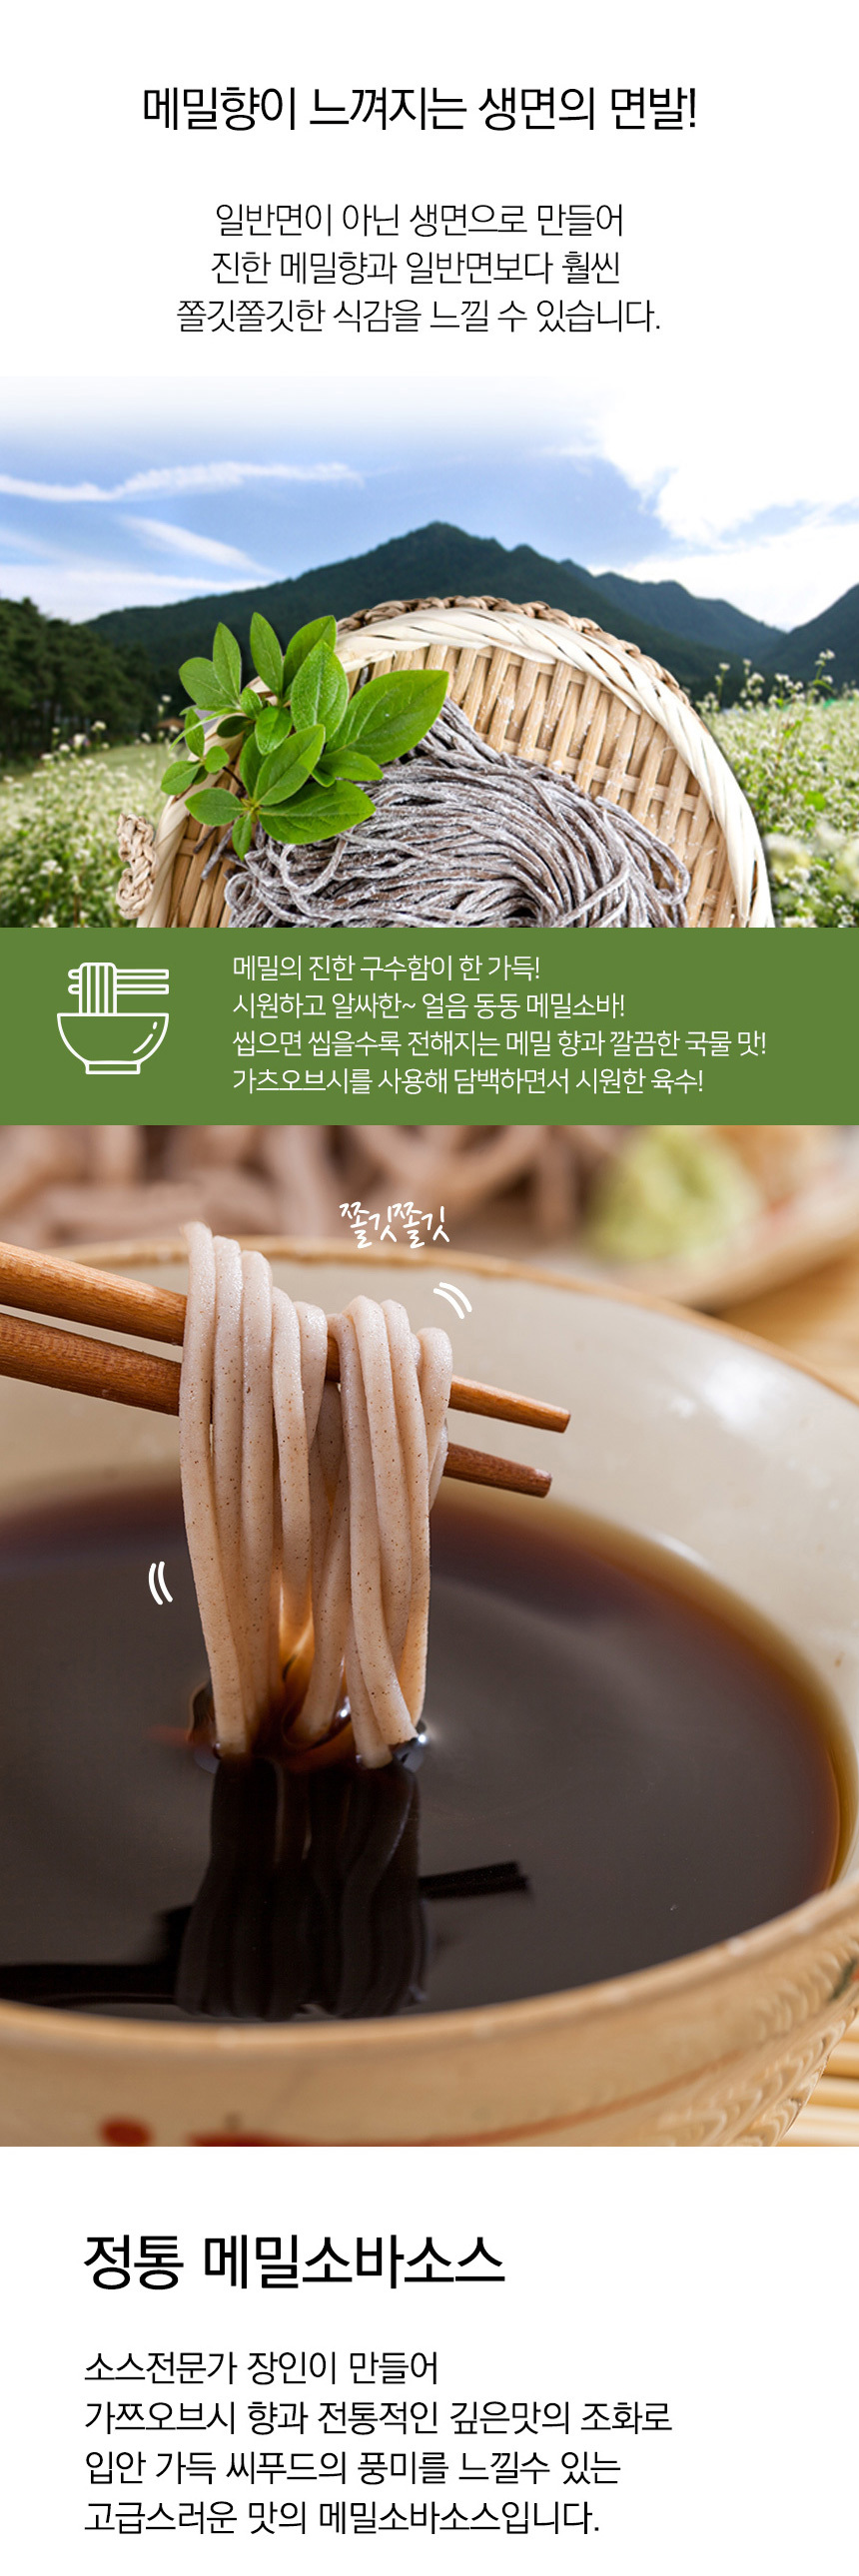 메밀향이 느껴지는 생면의 면발!
일반면이 아닌 생면으로 만들어
진한 메밀향과 일반면보다 훨씬
쫄깃쫄깃한 식감을 느낄 수 있습니다.
메밀의 진한 구수함이 한 가득!
시원하고 알싸한~ 얼음 동동 메밀소바!
씹으면 씹을수록 전해지는 메밀 향과 깔끔한 국물 맛!
가츠오브시를 사용해 담백하면서 시원한 육수!
쫄깃쫄깃
정통 메밀소바소스
소스전문가 장인이 만들어
가쯔오브시 향과 전통적인 깊은맛의 조화로
입안 가득 씨푸드의 풍미를 느낄수 있는
고급스러운 맛의 메밀소바소스입니다.